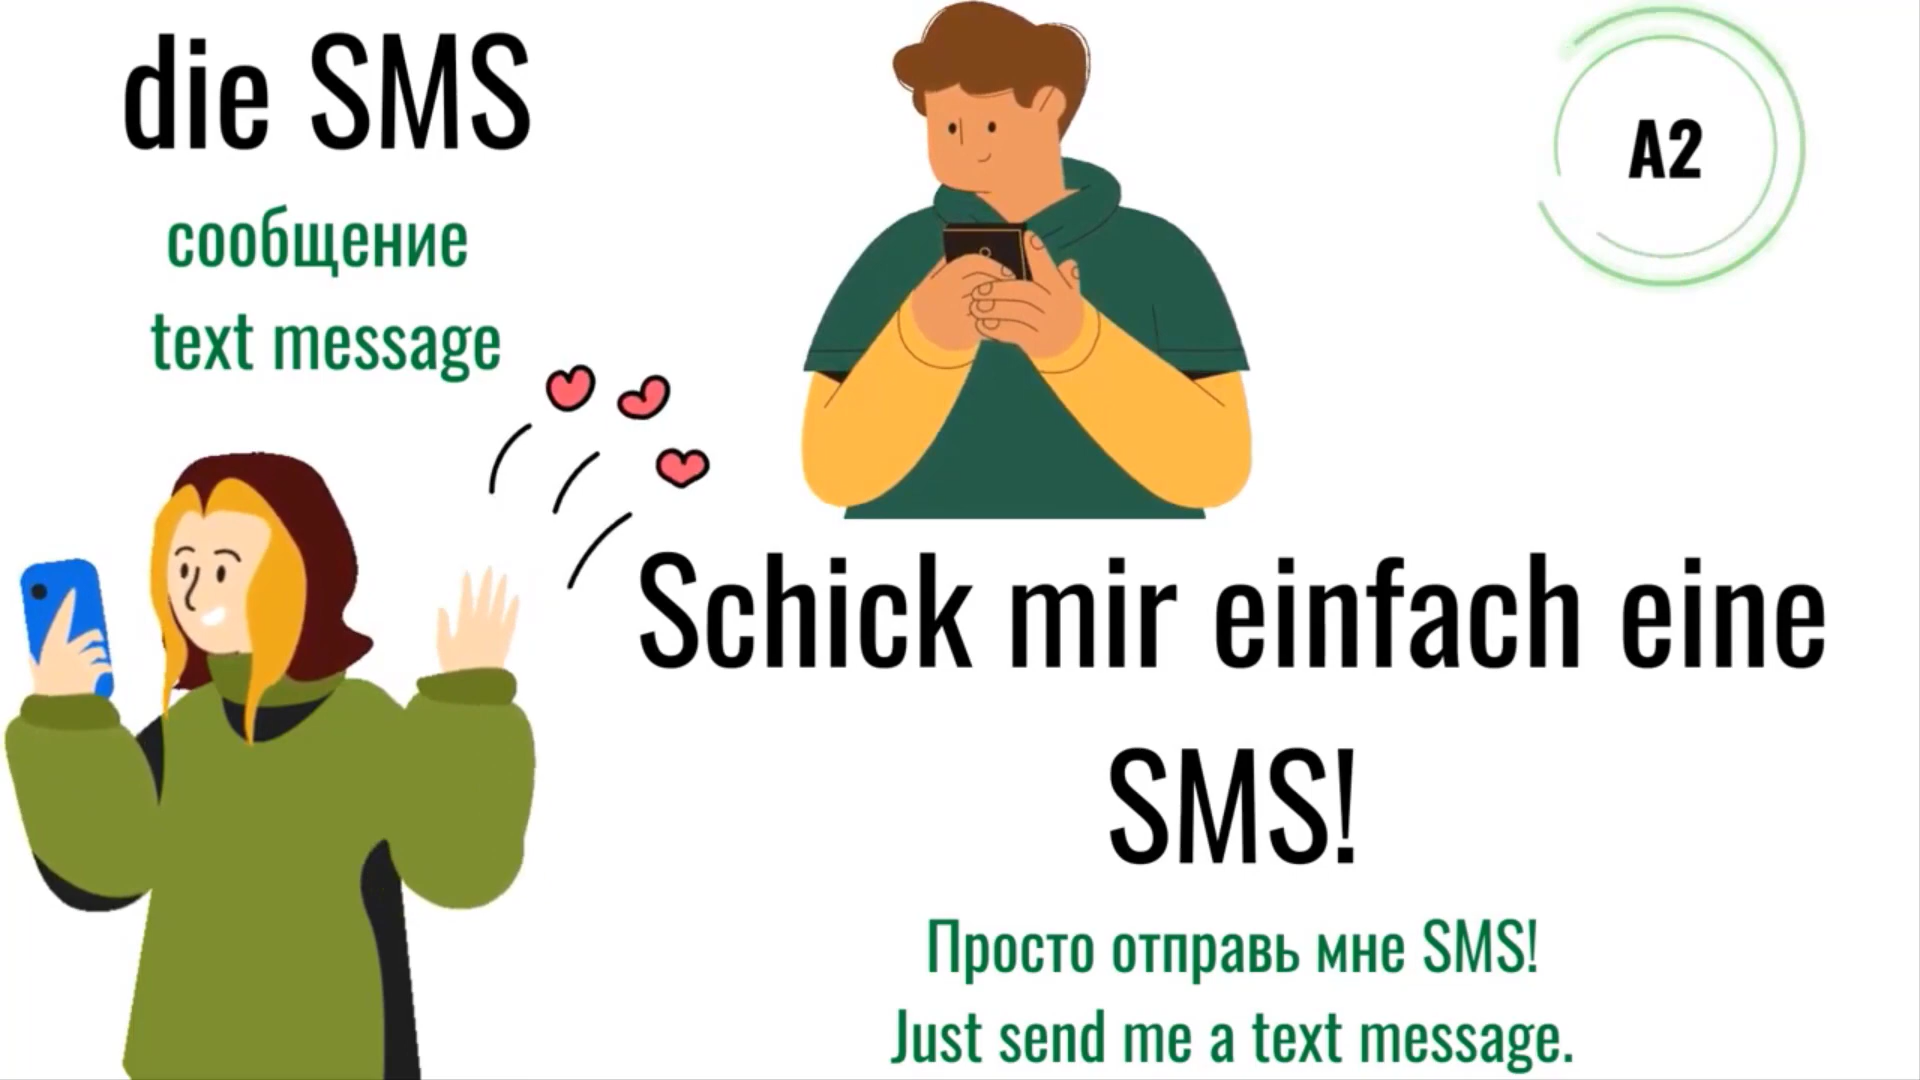 die SMS
сообщение
text message
A2
Schick mir einfach eine
SMS!
Просто отправь мне SMS!
Just send me a text message.